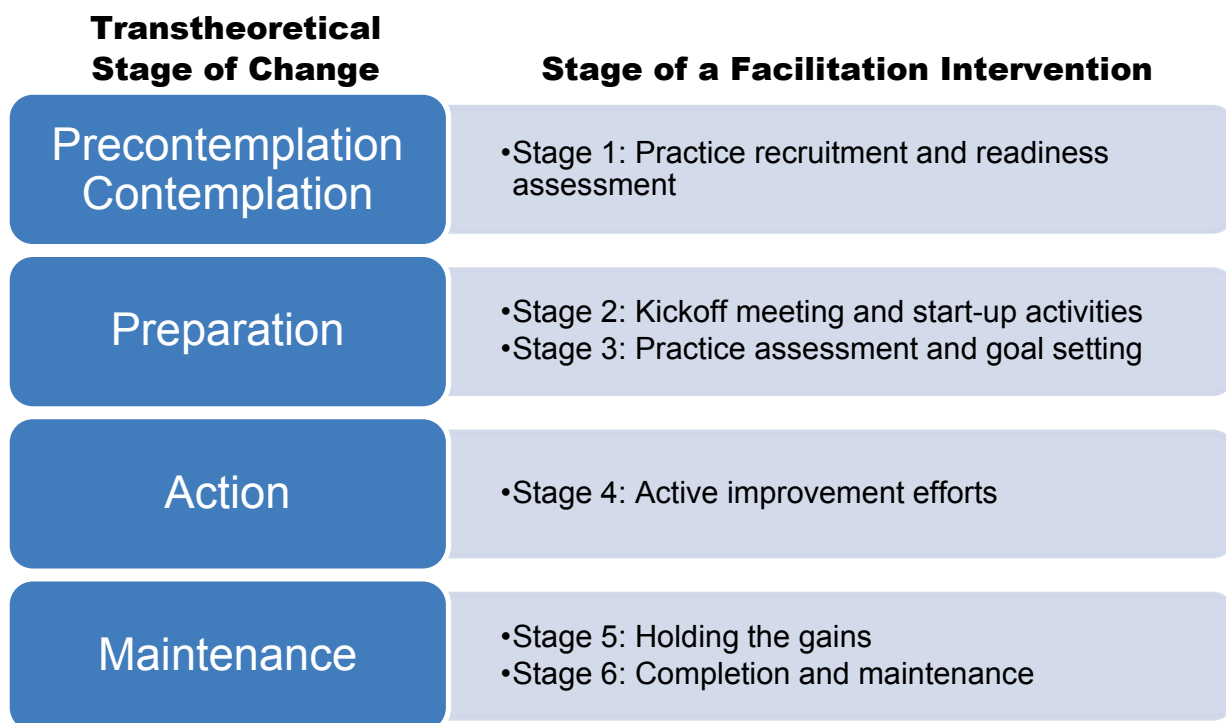 Transtheoretical
Stage of Change
Stage of a Facilitation Intervention
Precontemplation
Contemplation
•Stage 1: Practice recruitment and readiness
assessment
Preparation
•Stage 2: Kickoff meeting and start-up activities
•Stage 3: Practice assessment and goal setting
Action
•Stage 4: Active improvement efforts
Maintenance
•Stage 5: Holding the gains
•Stage 6: Completion and maintenance